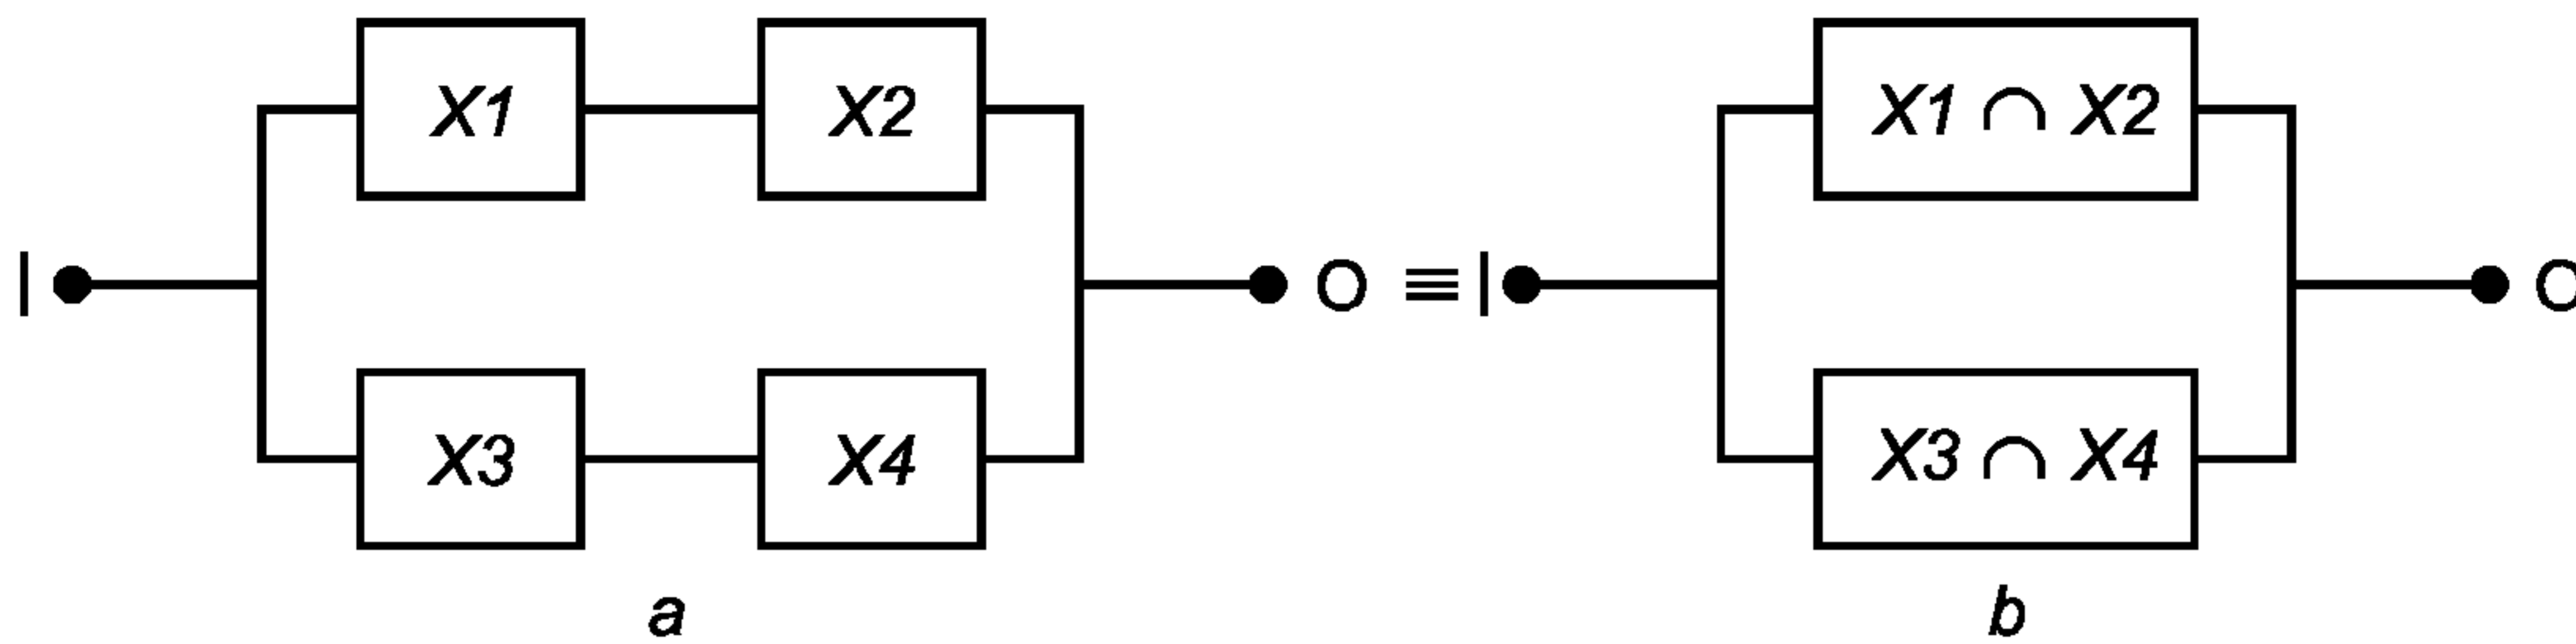 X1 X2 X1 ∩ X2
I O ≡ I O
X3 X4 X3 ∩ X4
a b